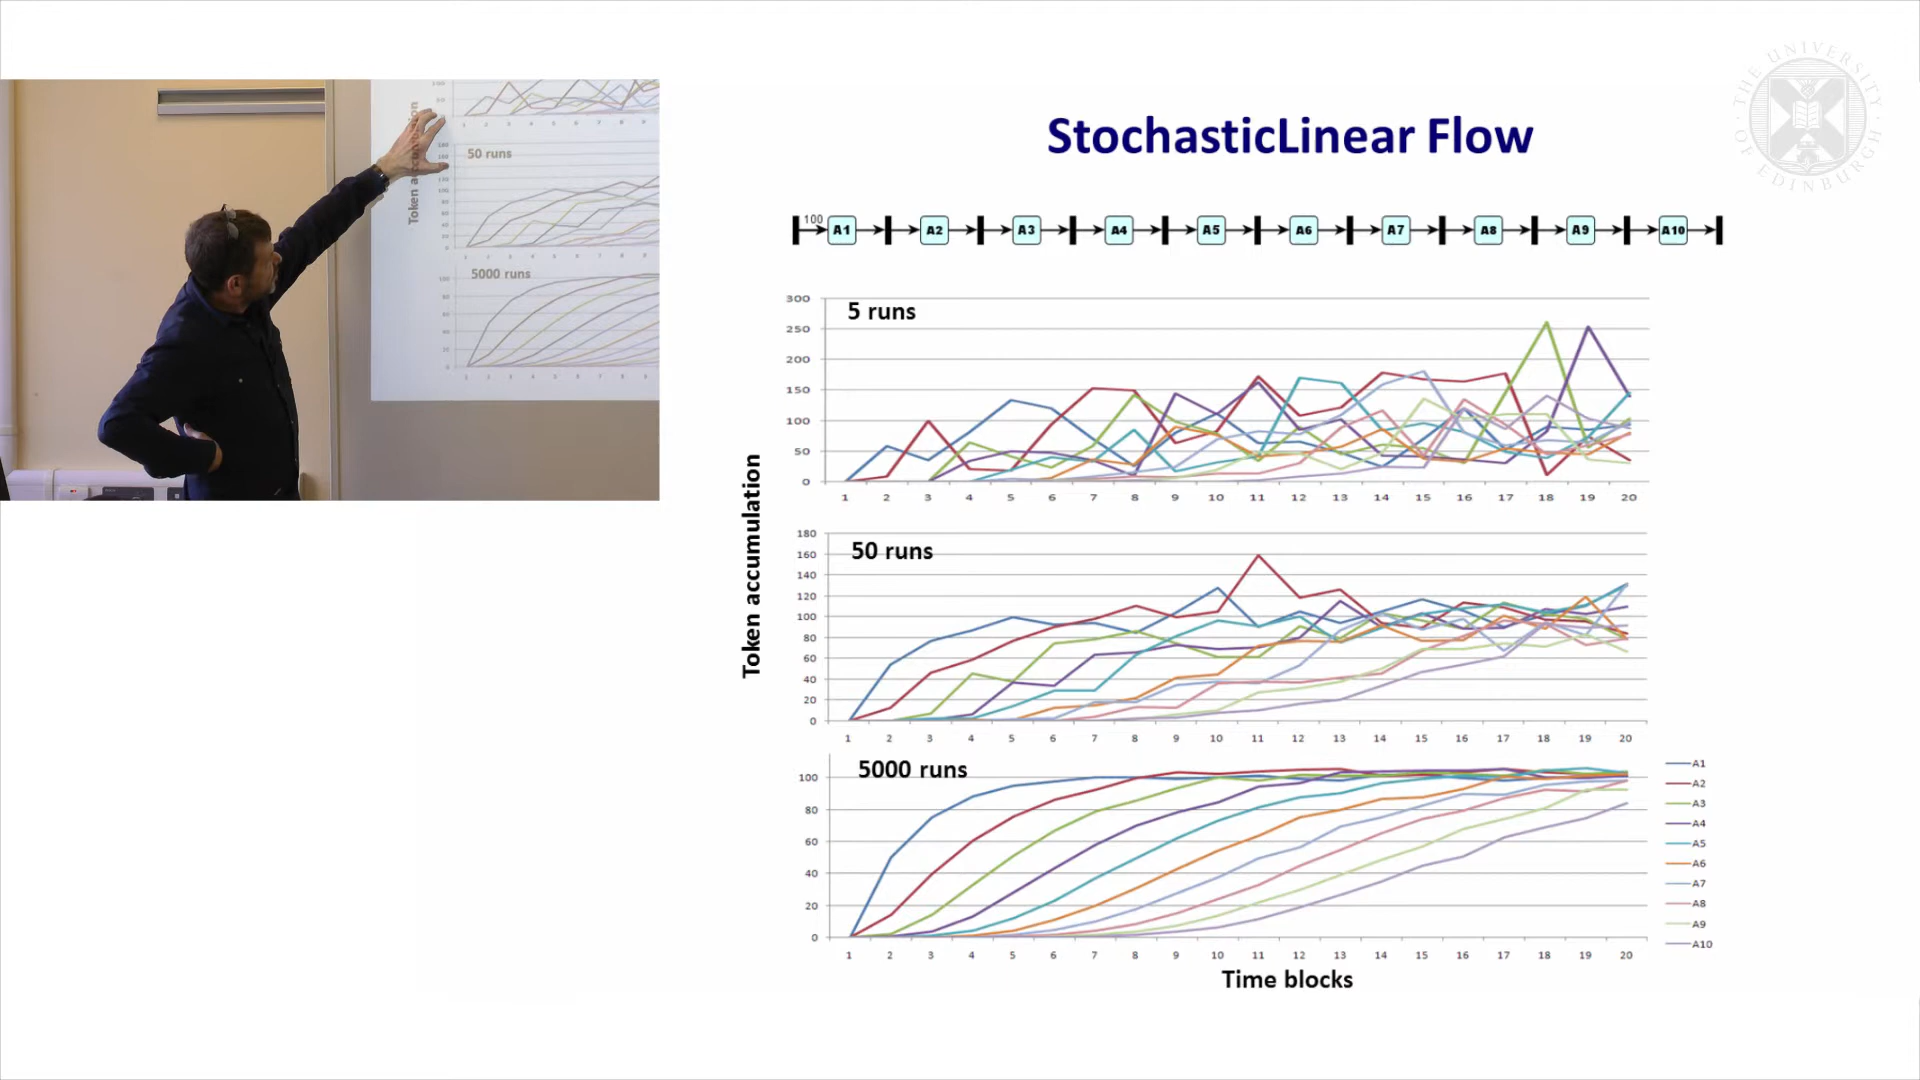 THE UNIVERSITY
OF EDINBURGH
StochasticLinear Flow
100
A1 A2 A3 A4 A5 A6 A7 A8 A9 A10
5 runs
300
250
200
150
100
50
0
1 2 3 4 5 6 7 8 9 10 11 12 13 14 15 16 17 18 19 20
Token accumulation
50 runs
180
160
140
120
100
80
60
40
20
0
1 2 3 4 5 6 7 8 9 10 11 12 13 14 15 16 17 18 19 20
5000 runs
100
80
60
40
20
0
1 2 3 4 5 6 7 8 9 10 11 12 13 14 15 16 17 18 19 20
Time blocks
A1
A2
A3
A4
A5
A6
A7
A8
A9
A10
50 runs
5000 runs